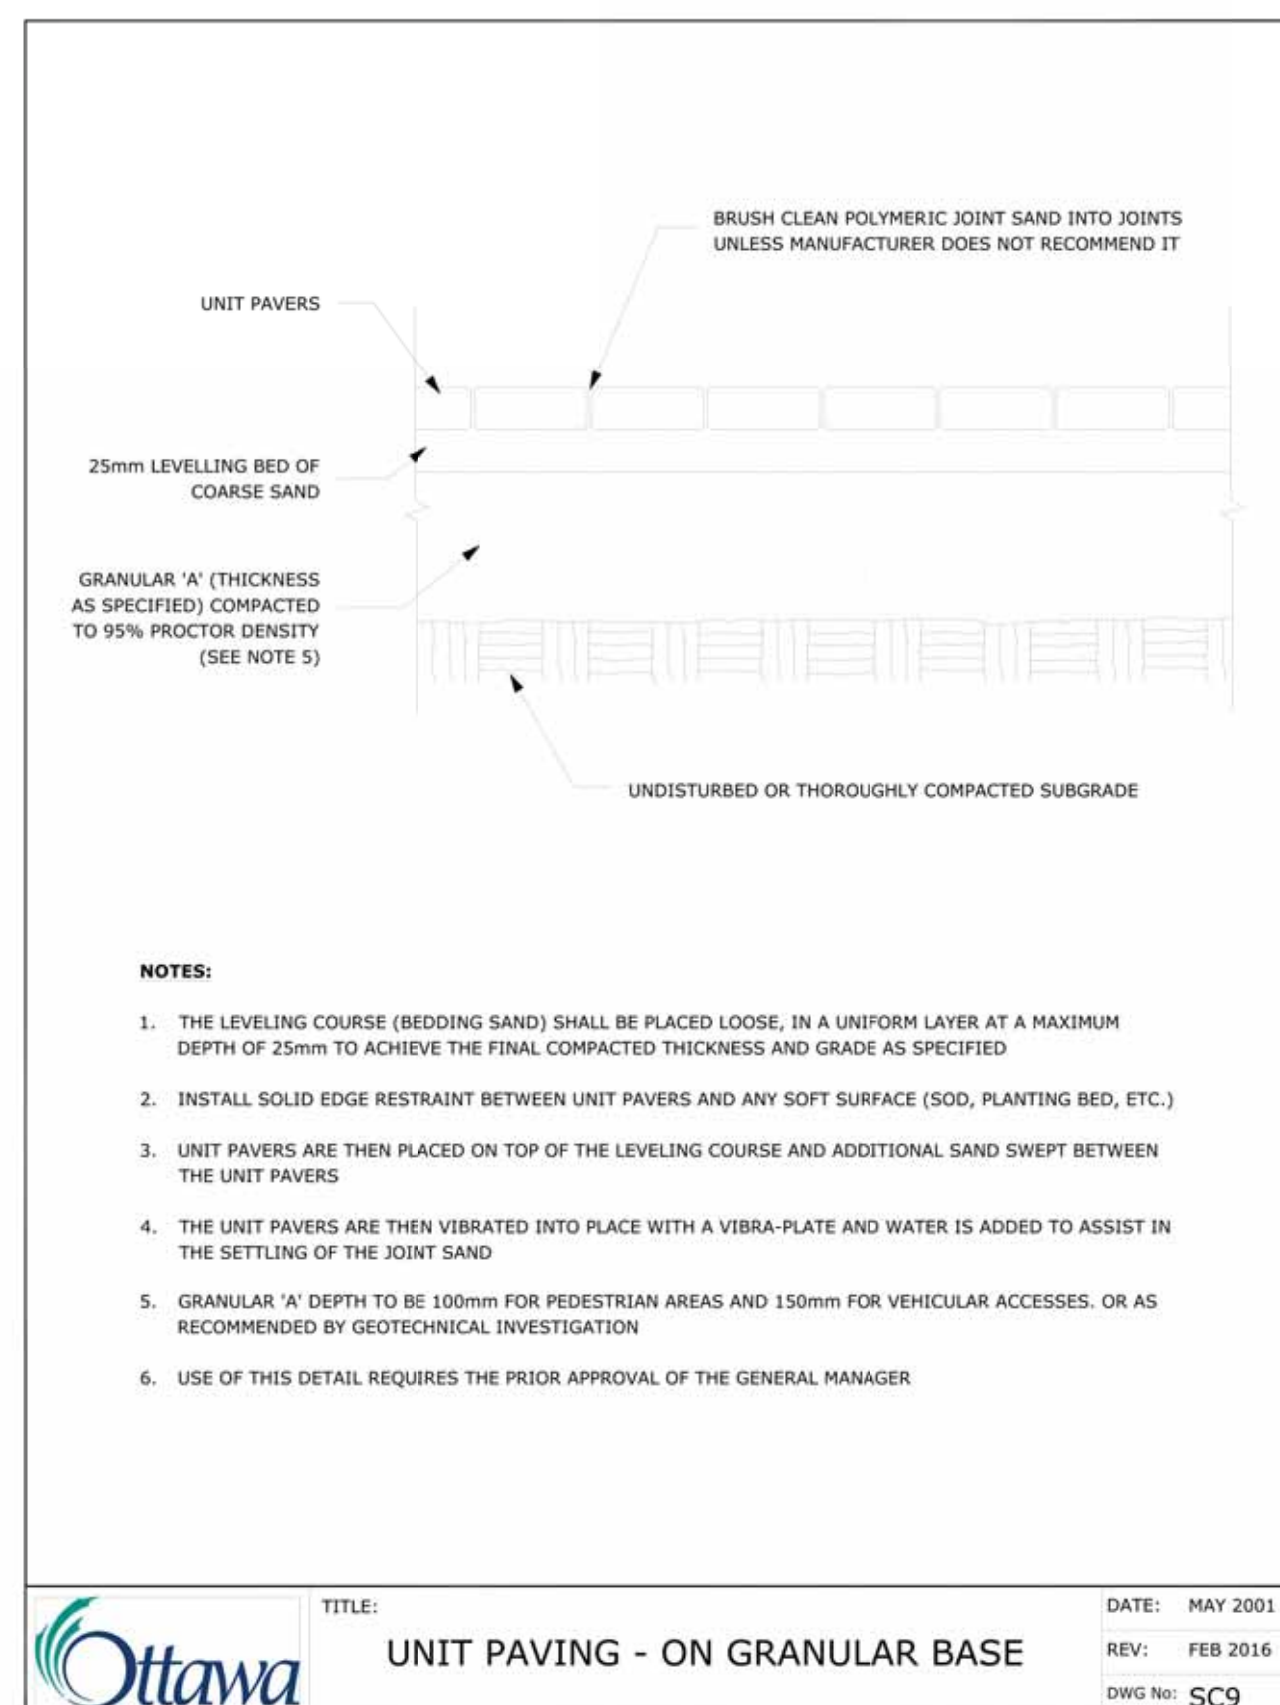 BRUSH CLEAN POLYMERIC JOINT SAND INTO JOINTS
UNLESS MANUFACTURER DOES NOT RECOMMEND IT
UNIT PAVERS
25mm LEVELLING BED OF
COARSE SAND
GRANULAR 'A' (THICKNESS
AS SPECIFIED) COMPACTED
TO 95% PROCTOR DENSITY
(SEE NOTE 5)
UNDISTURBED OR THOROUGHLY COMPACTED SUBGRADE
NOTES:
1. THE LEVELING COURSE (BEDDING SAND) SHALL BE PLACED LOOSE, IN A UNIFORM LAYER AT A MAXIMUM
DEPTH OF 25mm TO ACHIEVE THE FINAL COMPACTED THICKNESS AND GRADE AS SPECIFIED
2. INSTALL SOLID EDGE RESTRAINT BETWEEN UNIT PAVERS AND ANY SOFT SURFACE (SOD, PLANTING BED, ETC.)
3. UNIT PAVERS ARE THEN PLACED ON TOP OF THE LEVELING COURSE AND ADDITIONAL SAND SWEPT BETWEEN
THE UNIT PAVERS
4. THE UNIT PAVERS ARE THEN VIBRATED INTO PLACE WITH A VIBRA-PLATE AND WATER IS ADDED TO ASSIST IN
THE SETTLING OF THE JOINT SAND
5. GRANULAR 'A' DEPTH TO BE 100mm FOR PEDESTRIAN AREAS AND 150mm FOR VEHICULAR ACCESSES. OR AS
RECOMMENDED BY GEOTECHNICAL INVESTIGATION
6. USE OF THIS DETAIL REQUIRES THE PRIOR APPROVAL OF THE GENERAL MANAGER
Ottawa
TITLE:
UNIT PAVING - ON GRANULAR BASE
DATE: MAY 2001
REV: FEB 2016
DWG No: SC9